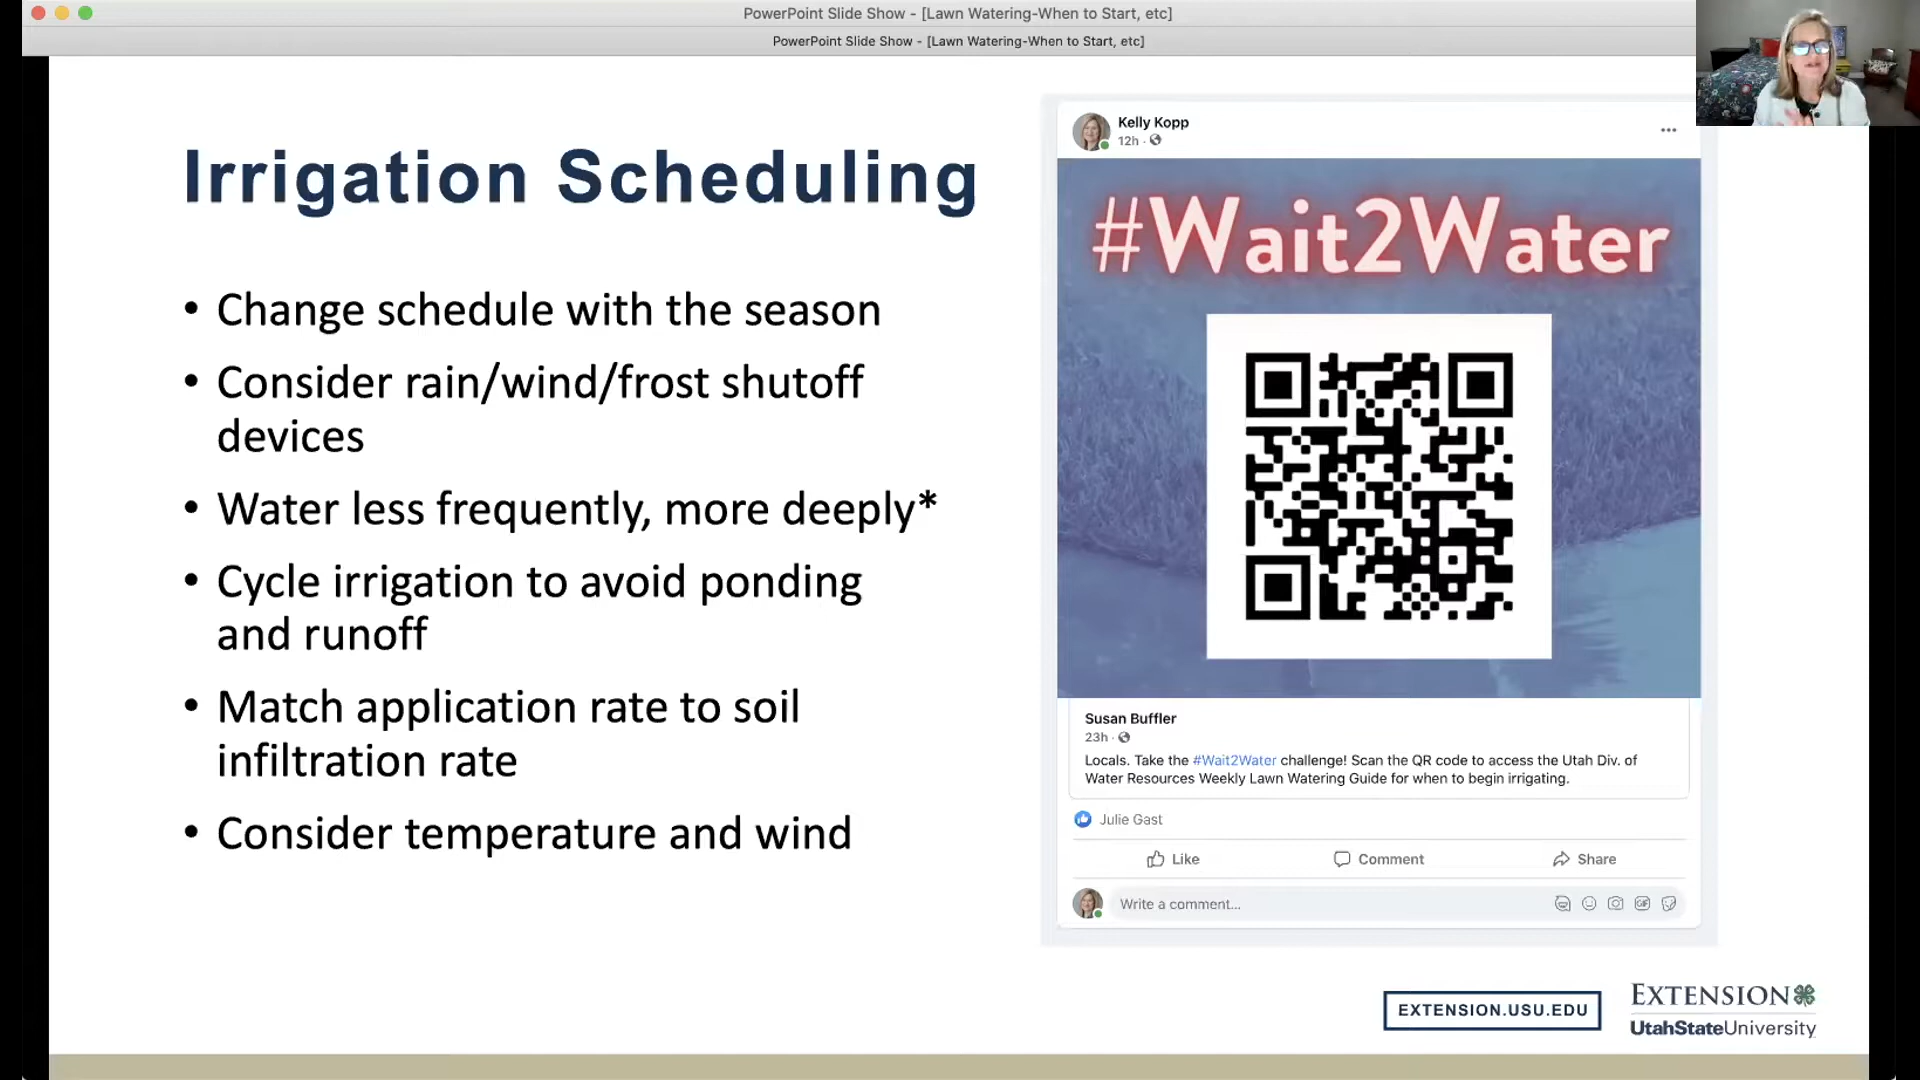 PowerPoint Slide Show - [Lawn Watering-When to Start, etc]
PowerPoint Slide Show - [Lawn Watering-When to Start, etc]
Irrigation Scheduling
• Change schedule with the season
• Consider rain/wind/frost shutoff
devices
• Water less frequently, more deeply*
• Cycle irrigation to avoid ponding
and runoff
• Match application rate to soil
infiltration rate
• Consider temperature and wind
Kelly Kopp
12h ·
#Wait2Water
Susan Buffler
23h ·
Locals. Take the #Wait2Water challenge! Scan the QR code to access the Utah Div. of
Water Resources Weekly Lawn Watering Guide for when to begin irrigating.
Julie Gast
Like
Comment
Share
Write a comment...
GIF
EXTENSION.USU.EDU
EXTENSION
UtahStateUniversity